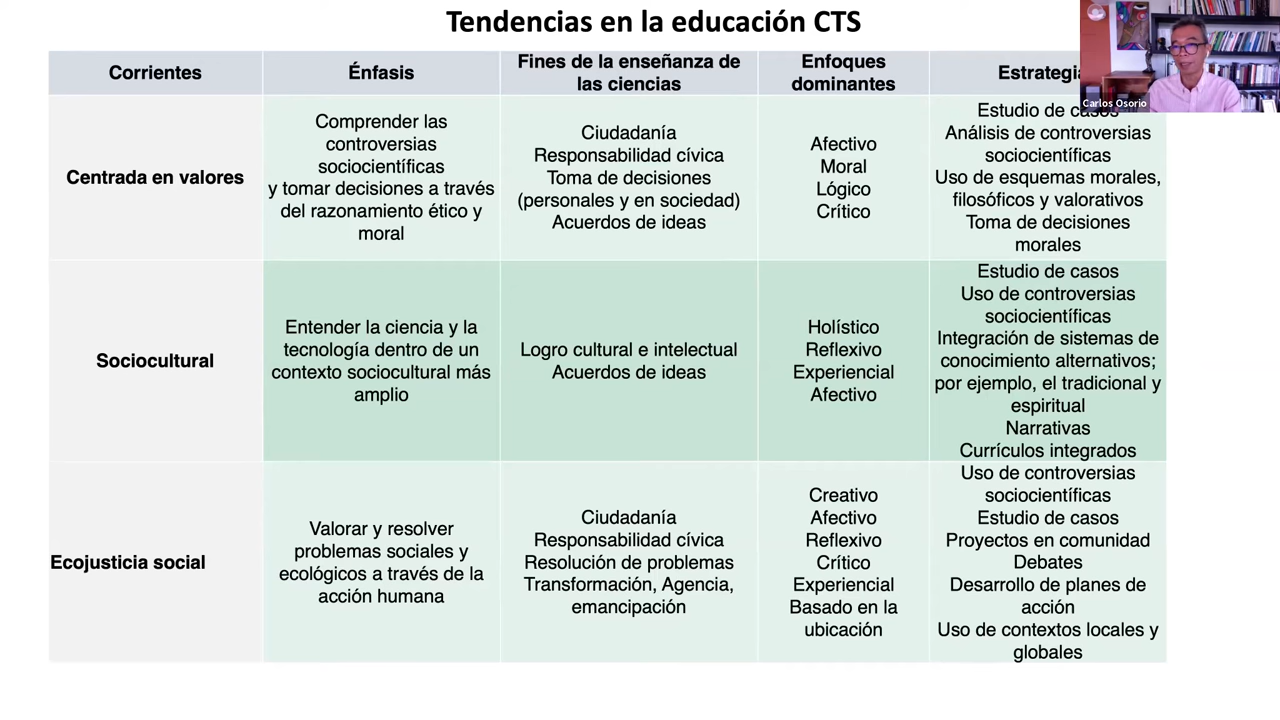 Tendencias en la educación CTS
Corrientes
Énfasis
Fines de la enseñanza de
las ciencias
Enfoques
dominantes
Estrategia
Carlos Osorio
Centrada en valores
Comprender las
controversias
sociocientíficas
y tomar decisiones a través
del razonamiento ético y
moral
Ciudadanía
Responsabilidad cívica
Toma de decisiones
(personales y en sociedad)
Acuerdos de ideas
Afectivo
Moral
Lógico
Crítico
Estudio de casos
Análisis de controversias
sociocientíficas
Uso de esquemas morales,
filosóficos y valorativos
Toma de decisiones
morales
Sociocultural
Entender la ciencia y la
tecnología dentro de un
contexto sociocultural más
amplio
Logro cultural e intelectual
Acuerdos de ideas
Holístico
Reflexivo
Experiencial
Afectivo
Estudio de casos
Uso de controversias
sociocientíficas
Integración de sistemas de
conocimiento alternativos;
por ejemplo, el tradicional y
espiritual
Narrativas
Currículos integrados
Ecojusticia social
Valorar y resolver
problemas sociales y
ecológicos a través de la
acción humana
Ciudadanía
Responsabilidad cívica
Resolución de problemas
Transformación, Agencia,
emancipación
Creativo
Afectivo
Reflexivo
Crítico
Experiencial
Basado en la
ubicación
Uso de controversias
sociocientíficas
Estudio de casos
Proyectos en comunidad
Debates
Desarrollo de planes de
acción
Uso de contextos locales y
globales